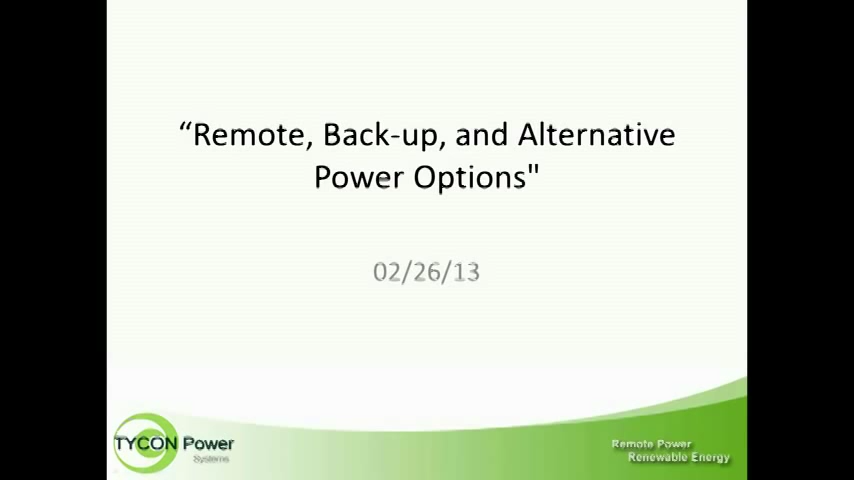 “Remote, Back-up, and Alternative
Power Options"
02/26/13
TYCON Power
Systems
Remote Power
Renewable Energy